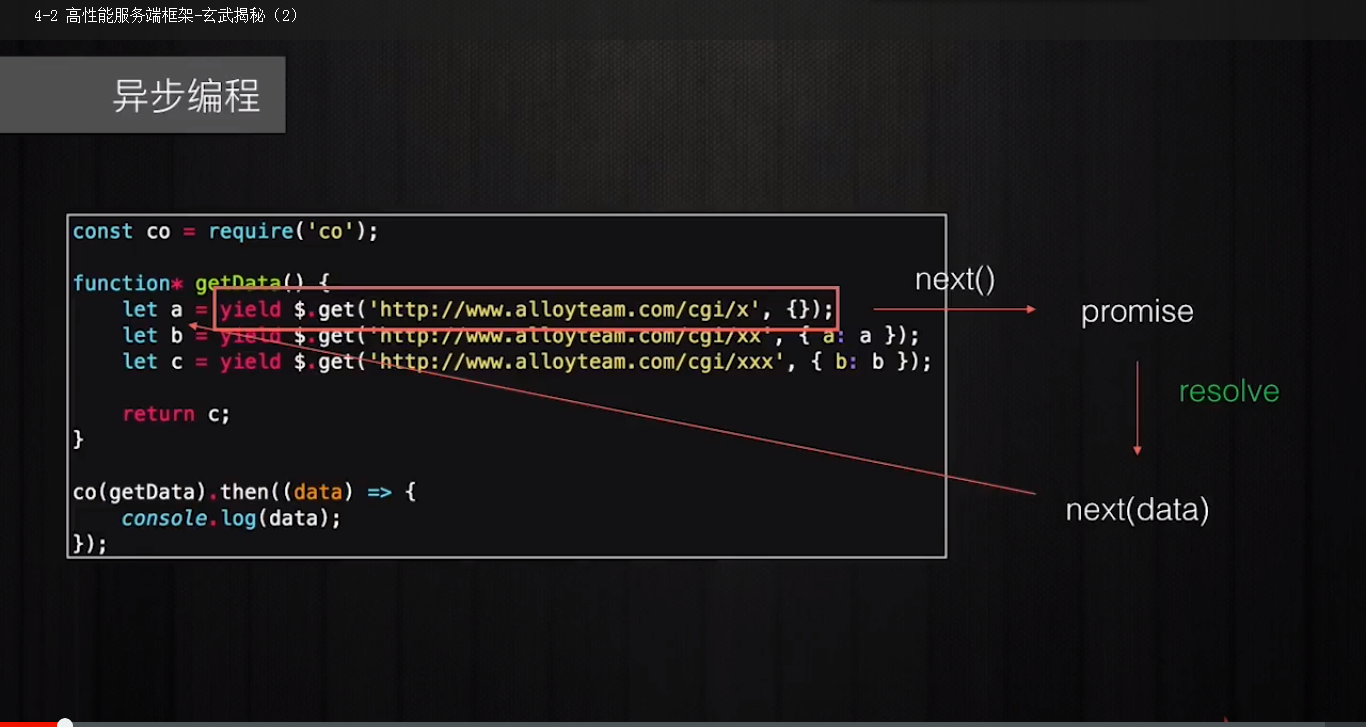 4-2 高性能服务端框架-玄武揭秘（2）
异步编程
const co = require('co');
function* getData() {
let a = yield $.get('http://www.alloyteam.com/cgi/x', {});
let b = yield $.get('http://www.alloyteam.com/cgi/xx', { a: a });
let c = yield $.get('http://www.alloyteam.com/cgi/xxx', { b: b });
return c;
}
co(getData).then((data) => {
console.log(data);
});
next()
promise
resolve
next(data)